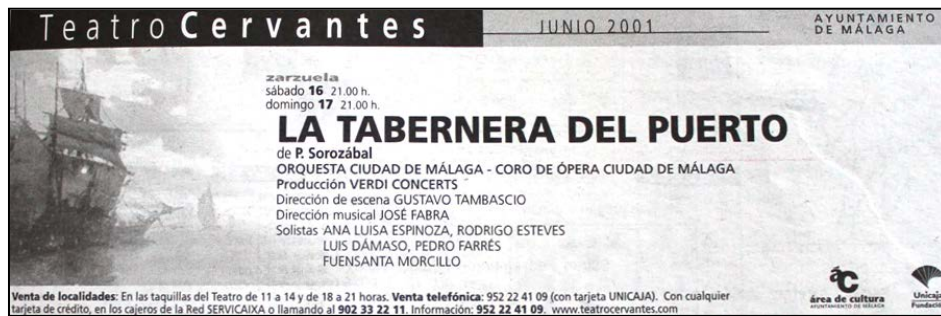 Teatro Cervantes
JUNIO 2001
AYUNTAMIENTO
DE MÁLAGA
zarzuela
sábado 16 21.00 h.
domingo 17 21.00 h.
LA TABERNERA DEL PUERTO
de P. Sorozábal
ORQUESTA CIUDAD DE MÁLAGA - CORO DE ÓPERA CIUDAD DE MÁLAGA
Producción VERDI CONCERTS
Dirección de escena GUSTAVO TAMBASCIO
Dirección musical JOSÉ FABRA
Solistas ANA LUISA ESPINOZA, RODRIGO ESTEVES
LUIS DÁMASO, PEDRO FARRÉS
FUENSANTA MORCILLO
ác
área de cultura
AYUNTAMIENTO DE MÁLAGA
Unicaja
Fundación
Venta de localidades: En las taquillas del Teatro de 11 a 14 y de 18 a 21 horas. Venta telefónica: 952 22 41 09 (con tarjeta UNICAJA). Con cualquier
tarjeta de crédito, en los cajeros de la Red SERVICAIXA o llamando al 902 33 22 11. Información: 952 22 41 09. www.teatrocervantes.com